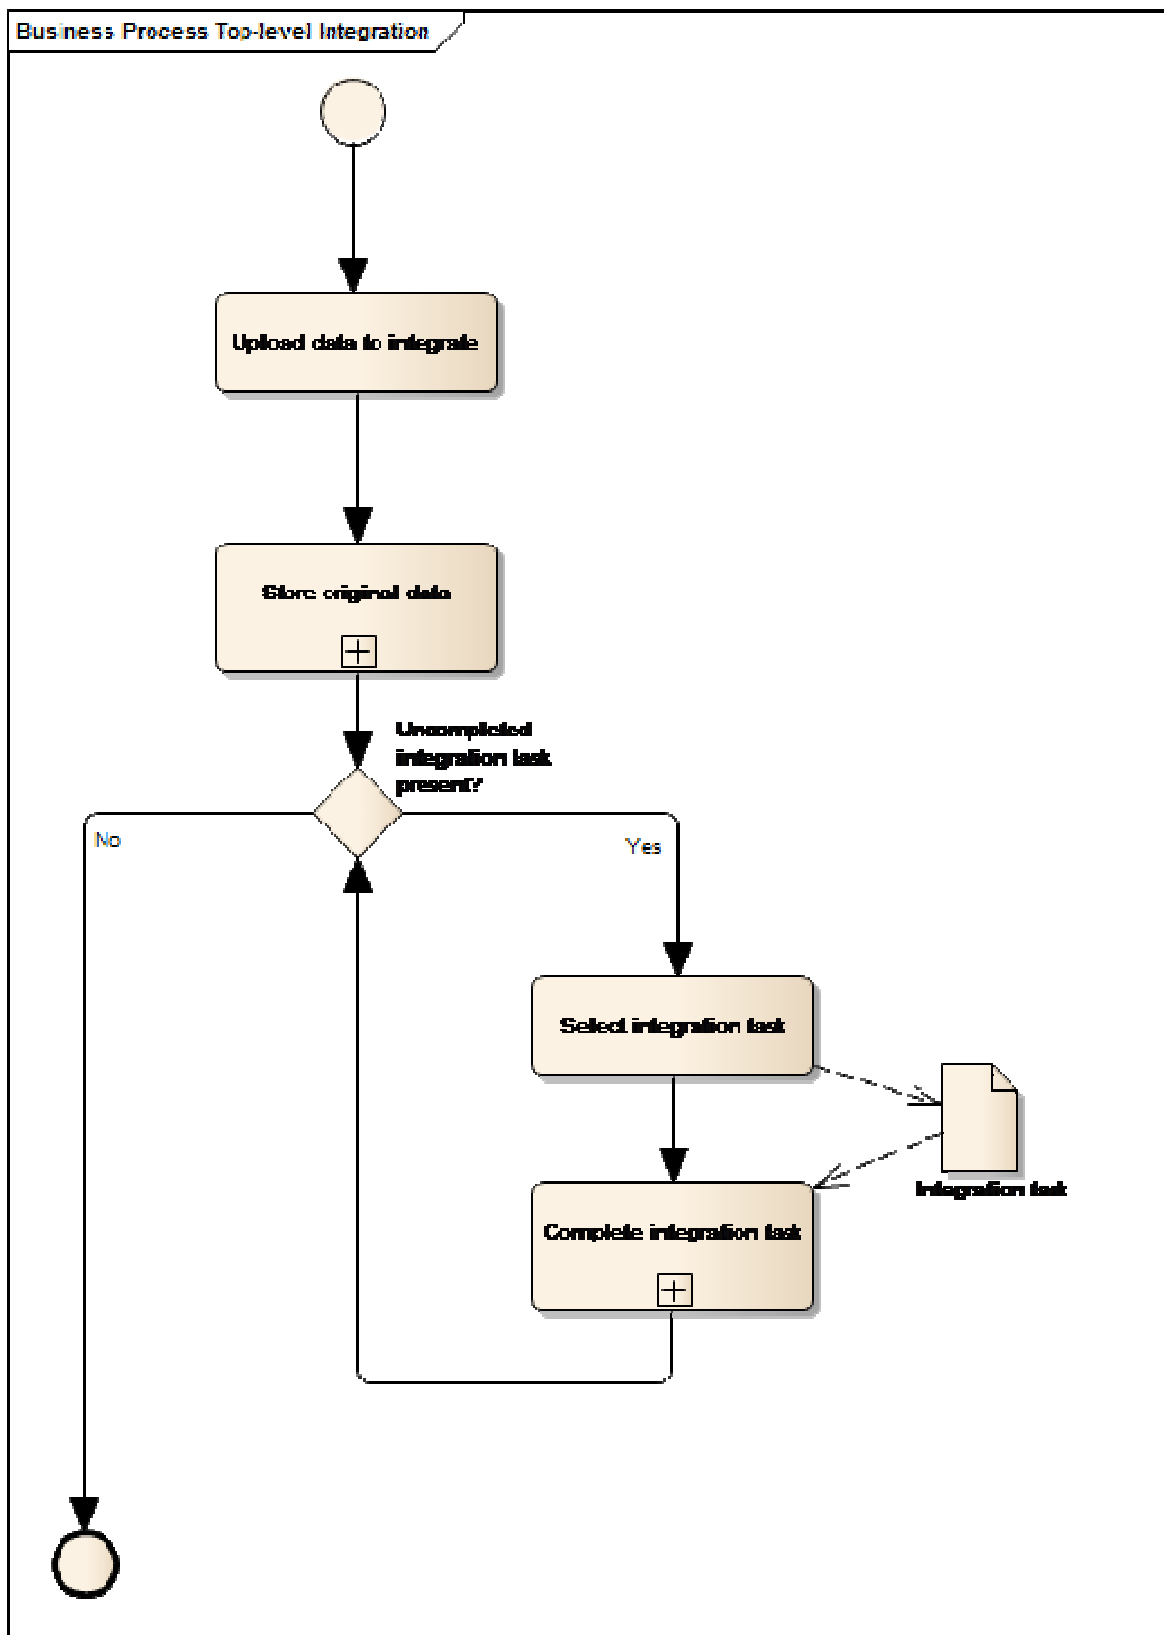 Business Process Top-level Integration
Upload data to integrate
Store original data
Uncompleted
integration task
present?
No
Yes
Select integration task
Integration task
Complete integration task